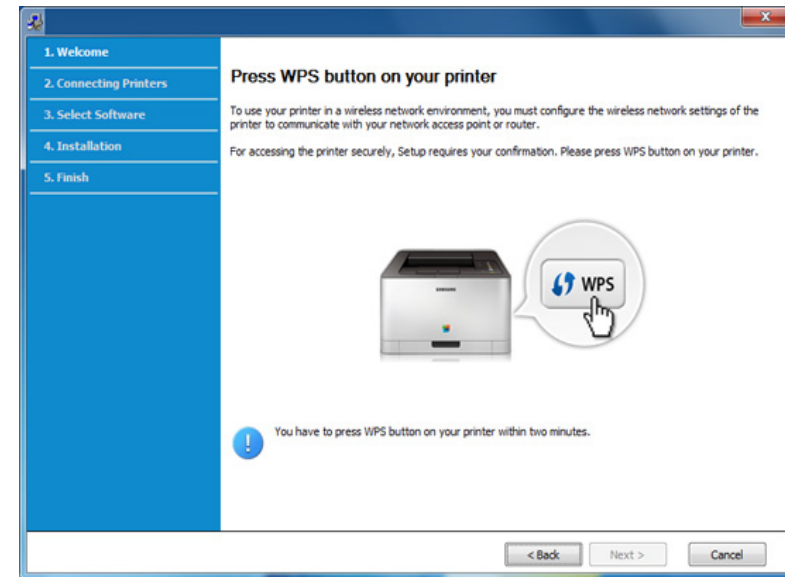 1. Welcome
2. Connecting Printers
3. Select Software
4. Installation
5. Finish
Press WPS button on your printer
To use your printer in a wireless network environment, you must configure the wireless network settings of the
printer to communicate with your network access point or router.
For accessing the printer securely, Setup requires your confirmation. Please press WPS button on your printer.
SAMSUNG
WPS
You have to press WPS button on your printer within two minutes.
< Back
Next >
Cancel